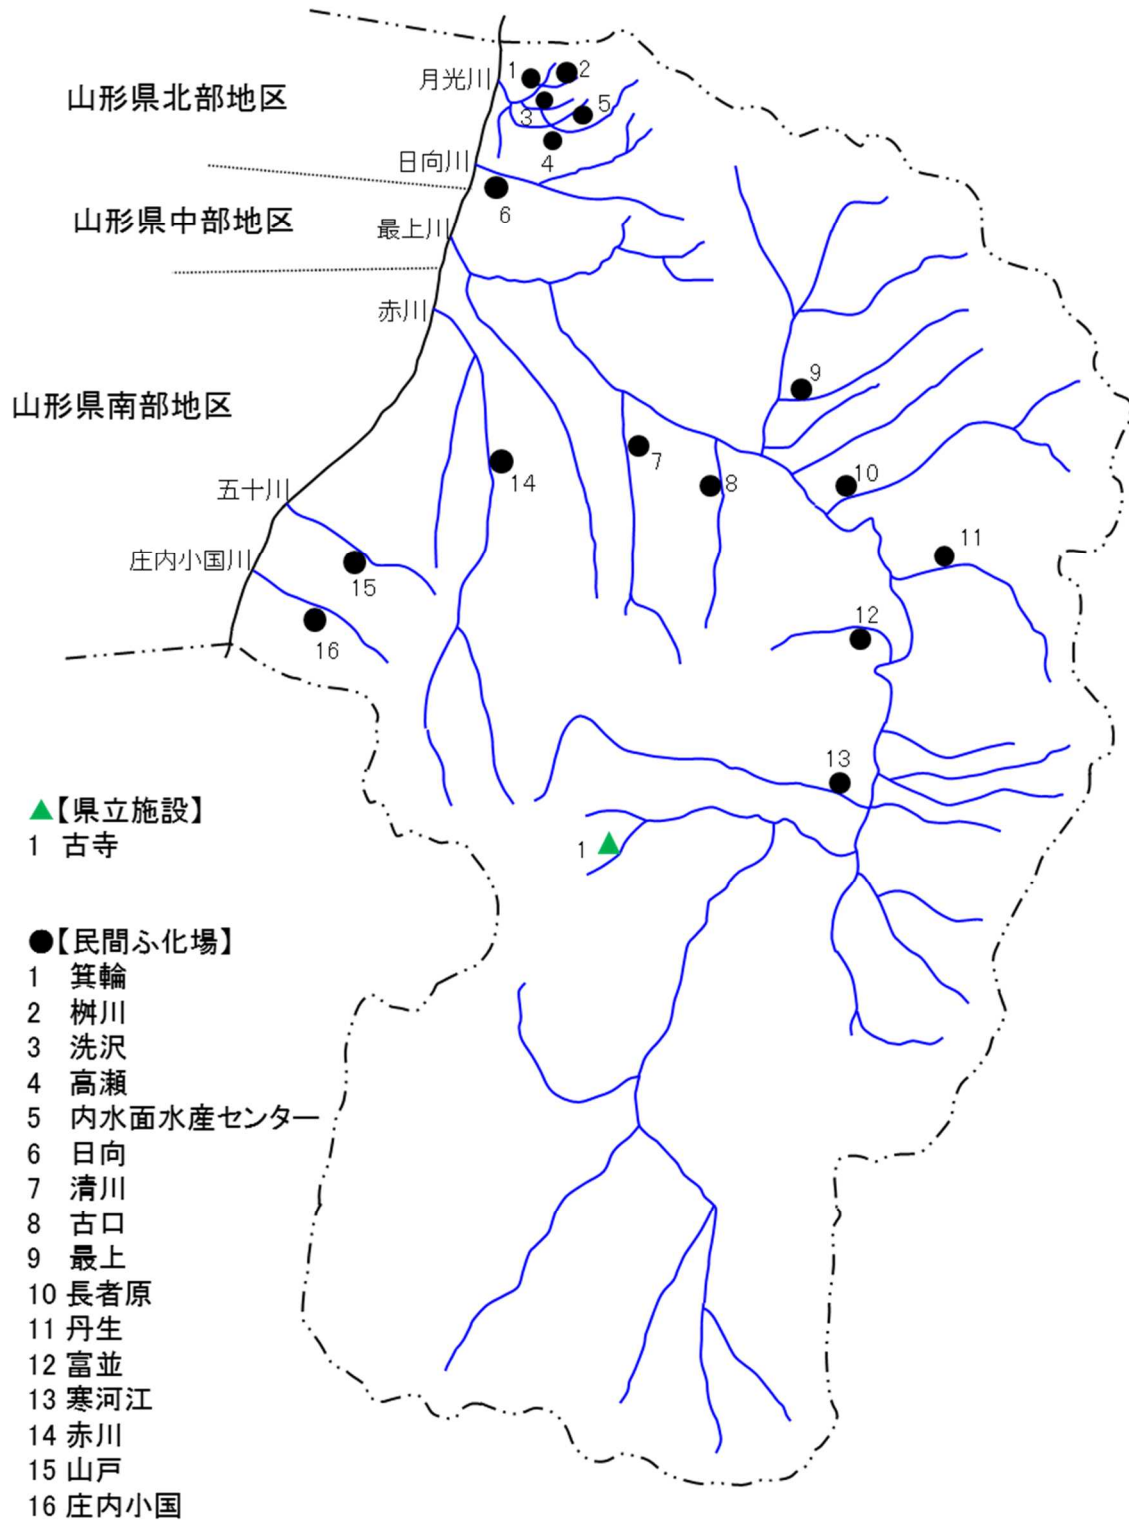 月光川
1
2
山形県北部地区
3
5
4
日向川
6
山形県中部地区
最上川
赤川
9
山形県南部地区
7
14
8
10
五十川
11
庄内小国川
15
12
16
13
▲【県立施設】
1 古寺
1
●【民間ふ化場】
1 箕輪
2 桝川
3 洗沢
4 高瀬
5 内水面水産センター
6 日向
7 清川
8 古口
9 最上
10 長者原
11 丹生
12 富並
13 寒河江
14 赤川
15 山戸
16 庄内小国